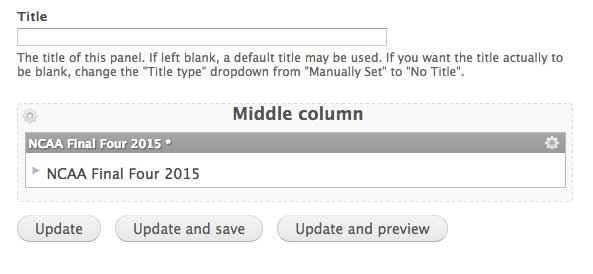 Title
The title of this panel. If left blank, a default title may be used. If you want the title actually to
be blank, change the "Title type" dropdown from "Manually Set" to "No Title".
Middle column
NCAA Final Four 2015 *
NCAA Final Four 2015
Update
Update and save
Update and preview